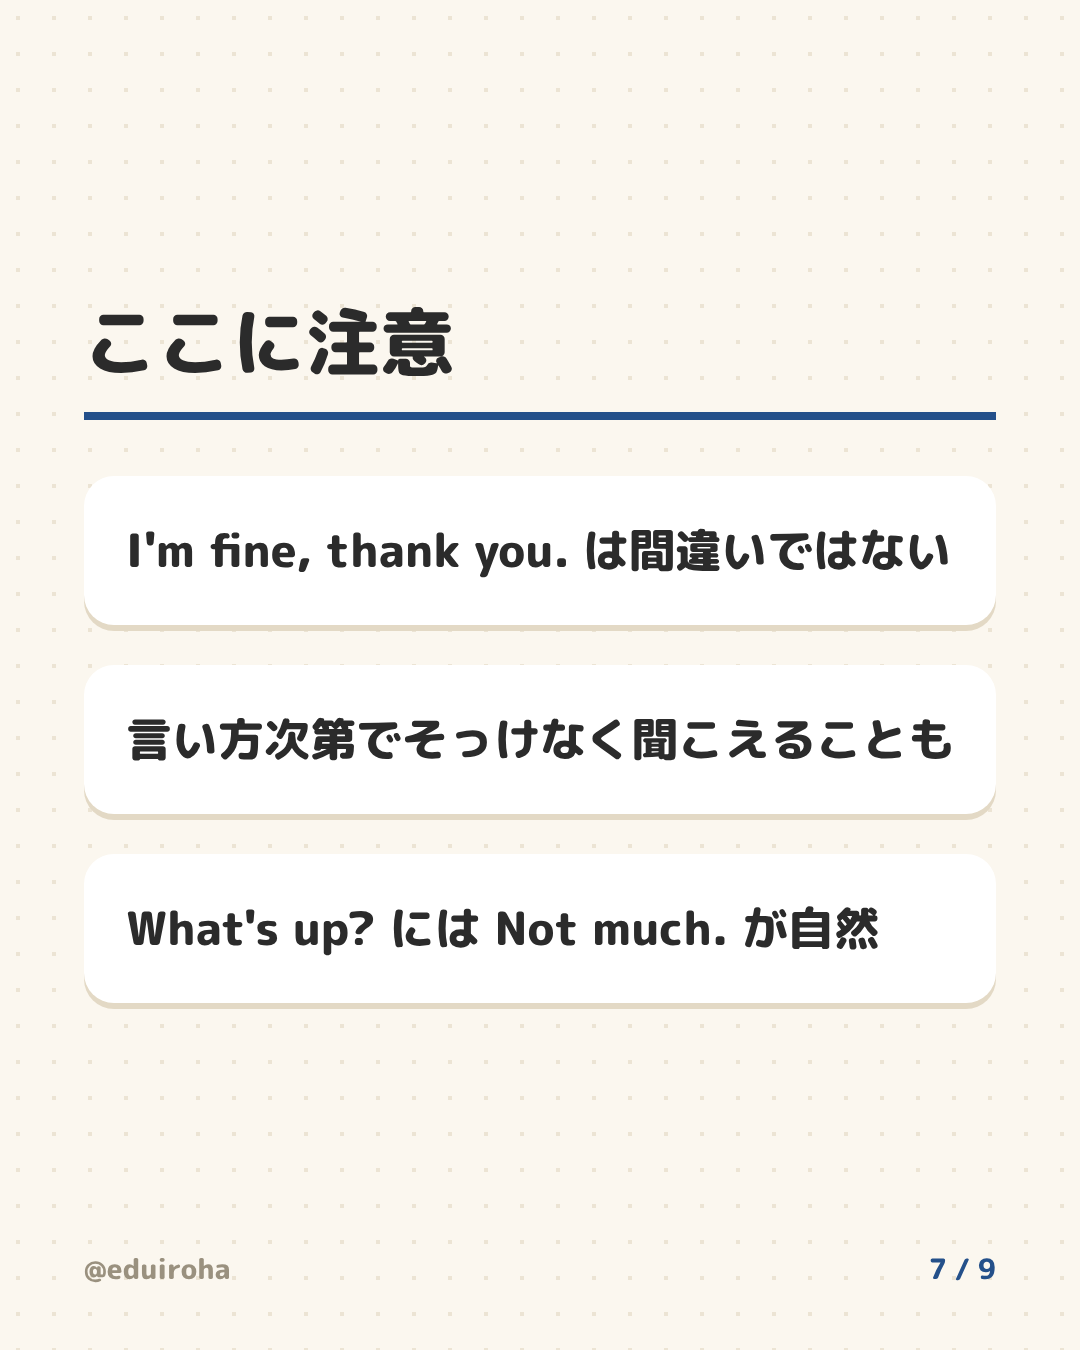 ここに注意
I'm fine, thank you. は間違いではない
言い方次第でそっけなく聞こえることも
What's up? には Not much. が自然
@eduiroha
7 / 9